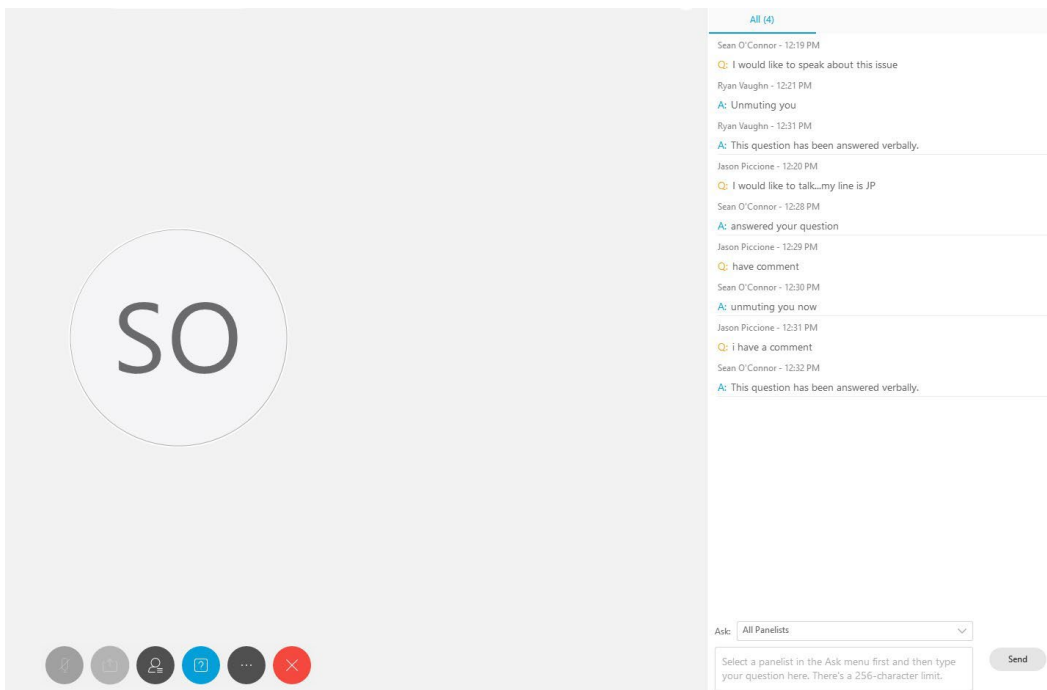 All (4)
Sean O'Connor - 12:19 PM
Q: I would like to speak about this issue
Ryan Vaughn - 12:21 PM
A: Unmuting you
Ryan Vaughn - 12:31 PM
A: This question has been answered verbally.
Jason Piccione - 12:20 PM
Q: I would like to talk...my line is JP
Sean O'Connor - 12:28 PM
A: answered your question
Jason Piccione - 12:29 PM
Q: have comment
Sean O'Connor - 12:30 PM
A: unmuting you now
Jason Piccione - 12:31 PM
Q: i have a comment
Sean O'Connor - 12:32 PM
A: This question has been answered verbally.
SO
Ask: All Panelists
Select a panelist in the Ask menu first and then type
your question here. There's a 256-character limit.
Send